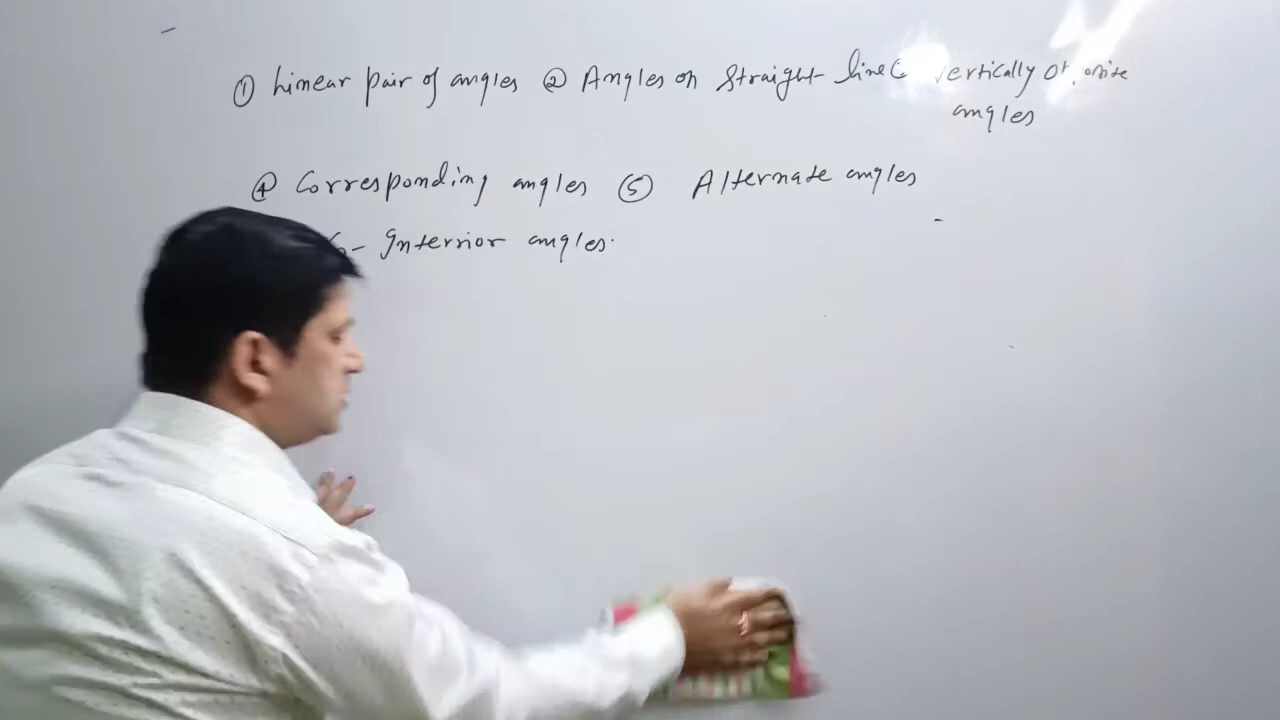 ① Linear pair of angles ② Angles on straight line vertically
angles
④ Corresponding angles ⑤ Alternate angles
6- Interior angles.